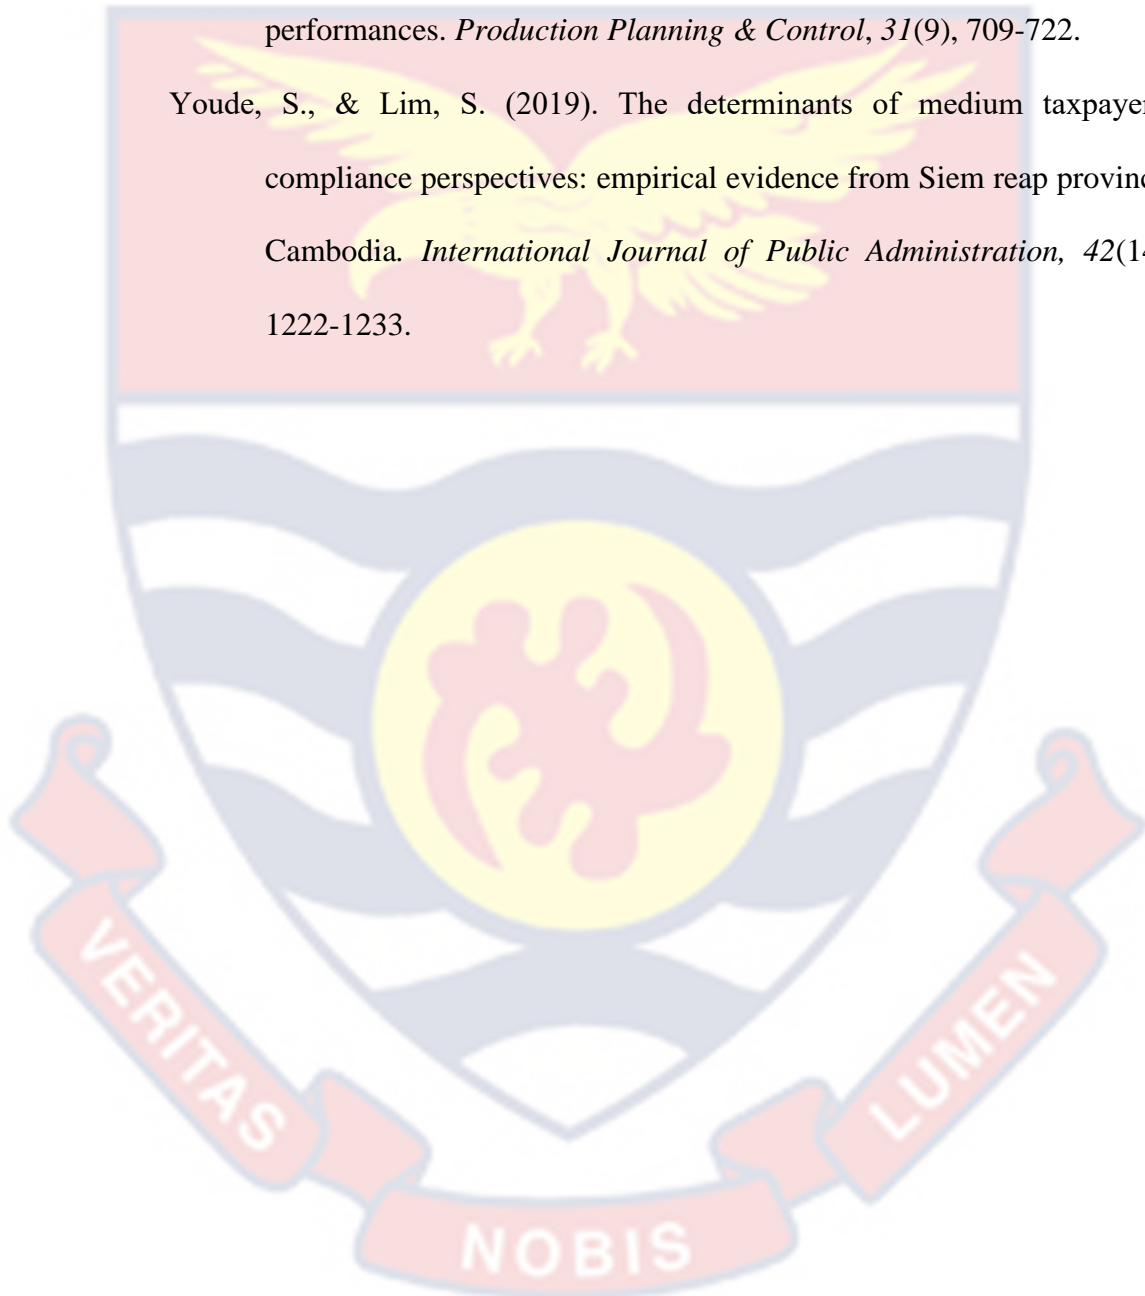 performances. Production Planning & Control, 31(9), 709-722.
Youde, S., & Lim, S. (2019). The determinants of medium taxpayer
compliance perspectives: empirical evidence from Siem reap provinc
Cambodia. International Journal of Public Administration, 42(14
1222-1233.
VERITAS
NOBIS
LUMEN